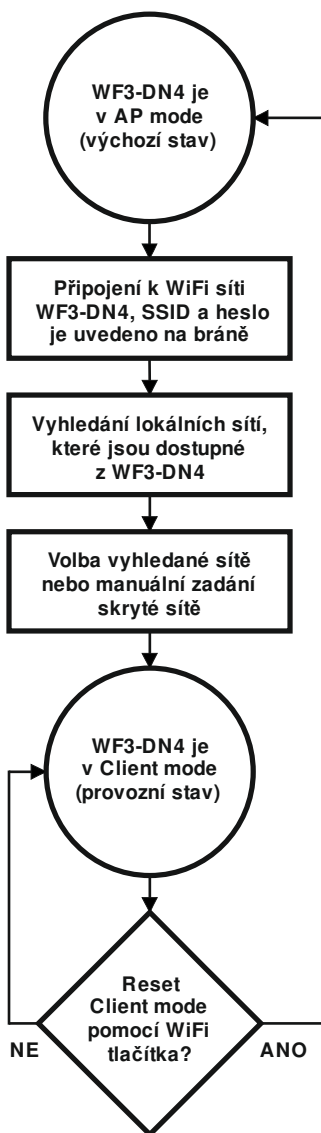 WF3-DN4 je
v AP mode
(výchozí stav)
Připojení k WiFi síti
WF3-DN4, SSID a heslo
je uvedeno na bráně
Vyhledání lokálních sítí,
které jsou dostupné
z WF3-DN4
Volba vyhledané sítě
nebo manuální zadání
skryté sítě
WF3-DN4 je
v Client mode
(provozní stav)
Reset
Client mode
pomocí WiFi
tlačítka?
NE
ANO